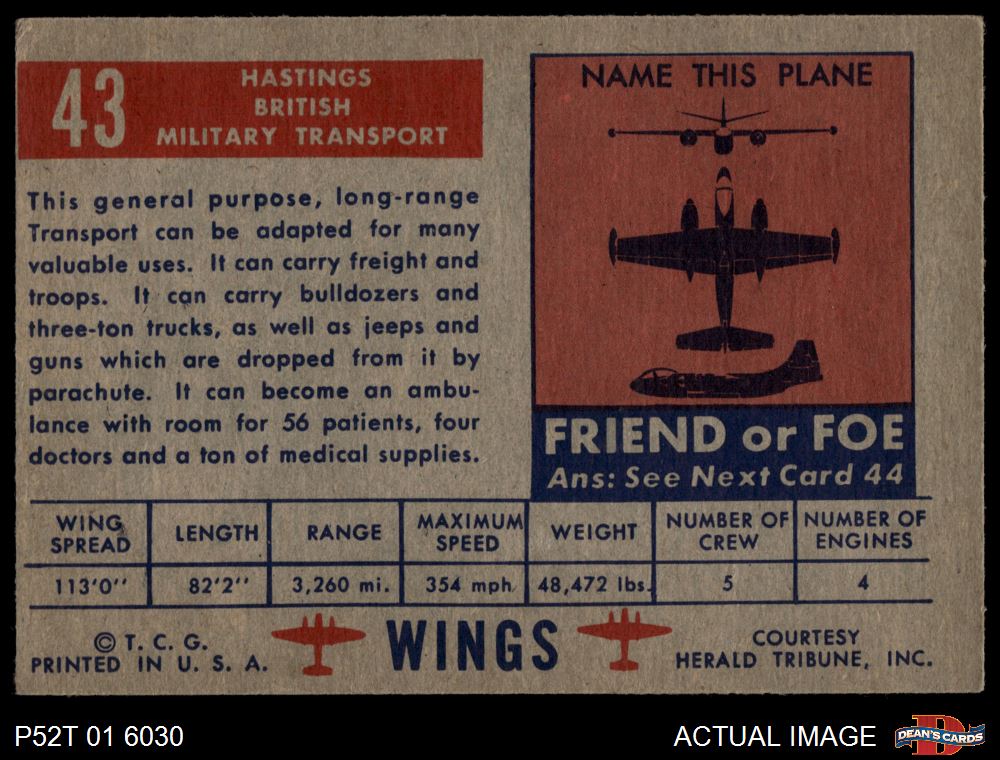 43
HASTINGS
BRITISH
MILITARY TRANSPORT
This general purpose, long-range
Transport can be adapted for many
valuable uses. It can carry freight and
troops. It can carry bulldozers and
three-ton trucks, as well as jeeps and
guns which are dropped from it by
parachute. It can become an ambu-
lance with room for 56 patients, four
doctors and a ton of medical supplies.
NAME THIS PLANE
FRIEND or FOE
Ans: See Next Card 44
WING SPREAD LENGTH RANGE MAXIMUM SPEED WEIGHT NUMBER OF CREW NUMBER OF ENGINES
113'0'' 82'2'' 3,260 mi. 354 mph. 48,472 lbs. 5 4
© T. C. G.
PRINTED IN U. S. A.
WINGS
COURTESY
HERALD TRIBUNE, INC.
P52T 01 6030
ACTUAL IMAGE
D
DEAN'S CARDS